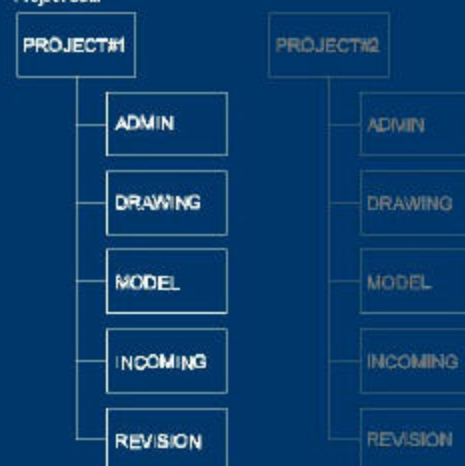 PROJECT#1
ADMIN
DRAWING
MODEL
INCOMING
REVISION
PROJECT#2
ADMIN
DRAWING
MODEL
INCOMING
REVISION